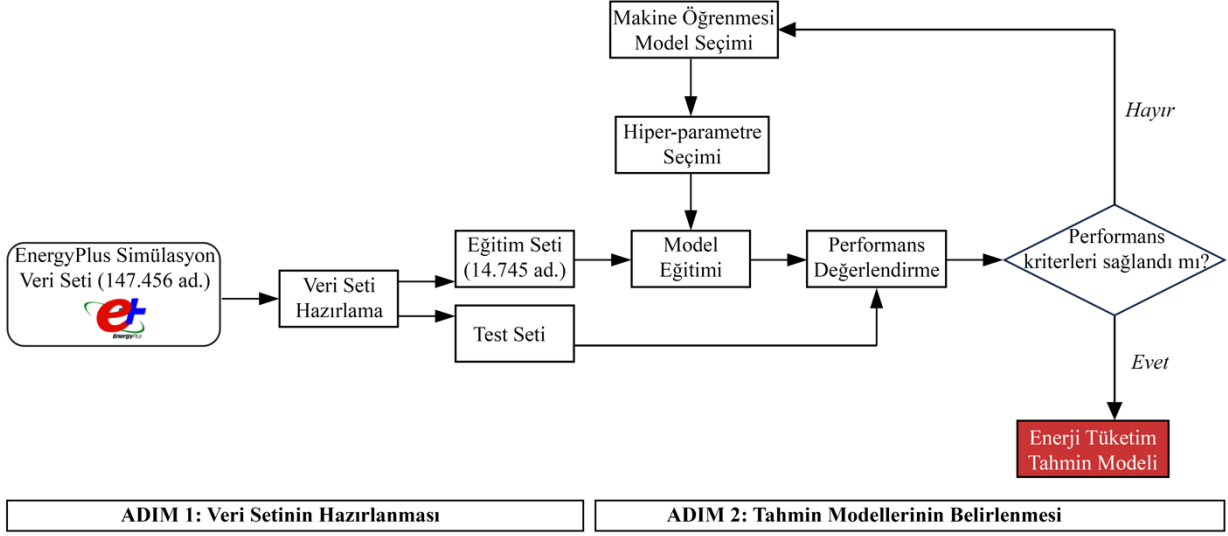 Makine Öğrenmesi
Model Seçimi
Hayır
Hiper-parametre
Seçimi
EnergyPlus Simülasyon
Veri Seti (147.456 ad.)
e+
EnergyPlus
Veri Seti
Hazırlama
Eğitim Seti
(14.745 ad.)
Test Seti
Model
Eğitimi
Performans
Değerlendirme
Performans
kriterleri sağlandı mı?
Evet
Enerji Tüketim
Tahmin Modeli
ADIM 1: Veri Setinin Hazırlanması
ADIM 2: Tahmin Modellerinin Belirlenmesi